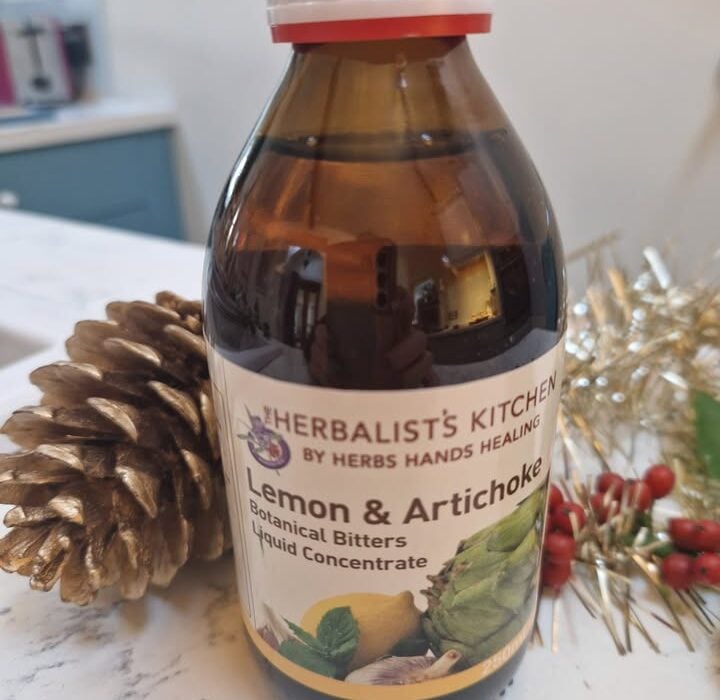 THE HERBALIST'S KITCHEN
BY HERBS HANDS HEALING
Lemon & Artichoke
Botanical Bitters
Liquid Concentrate